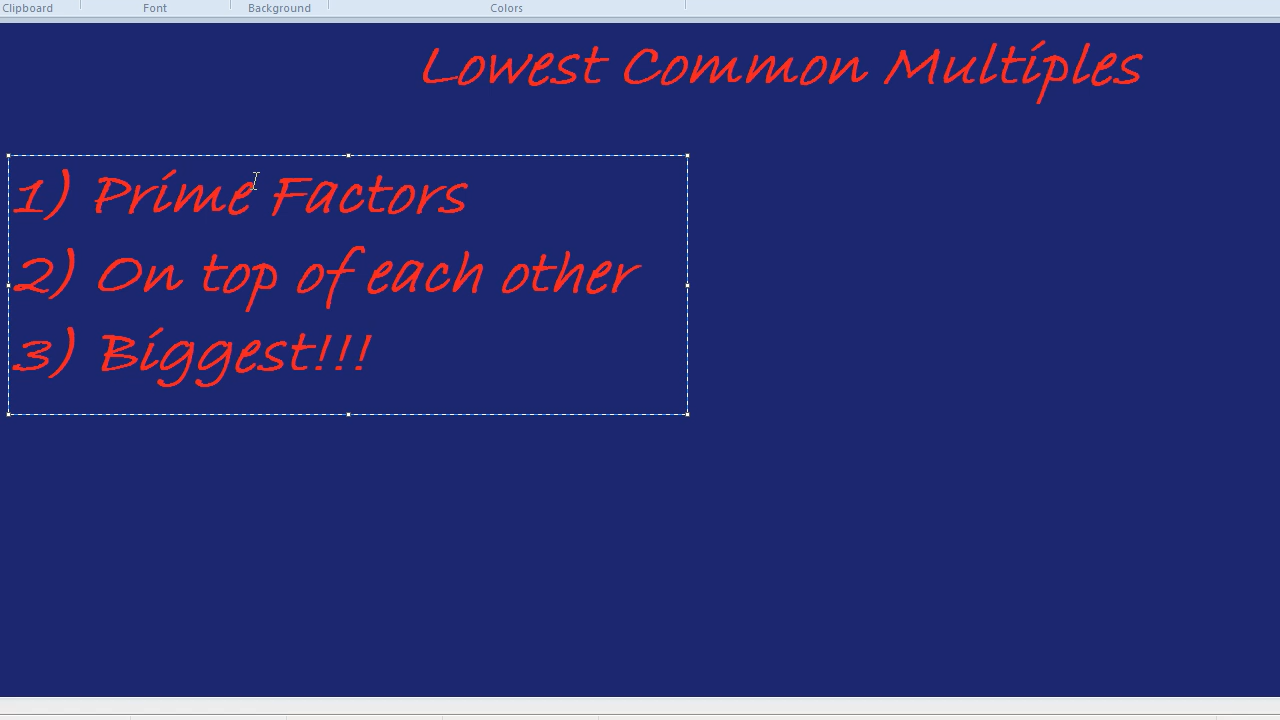 Clipboard Font Background Colors
Lowest Common Multiples
1) Prime Factors
2) On top of each other
3) Biggest!!!